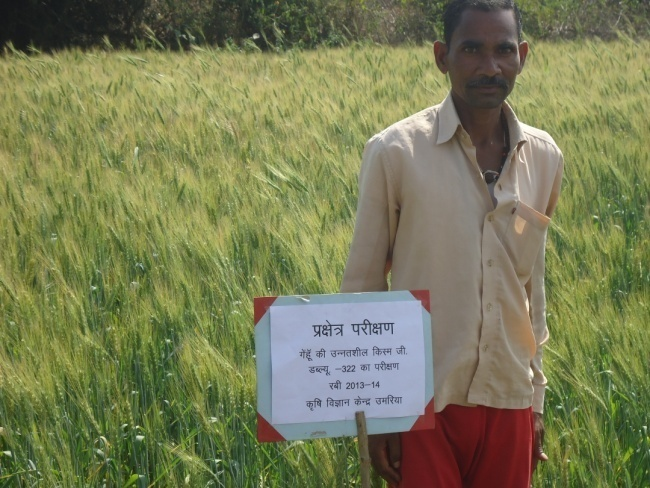 प्रक्षेत्र परीक्षण
गेंहूँ की उन्नतशील किस्म जी.
डब्ल्यू. –322 का परीक्षण
रबी 2013–14
कृषि विज्ञान केन्द्र उमरिया